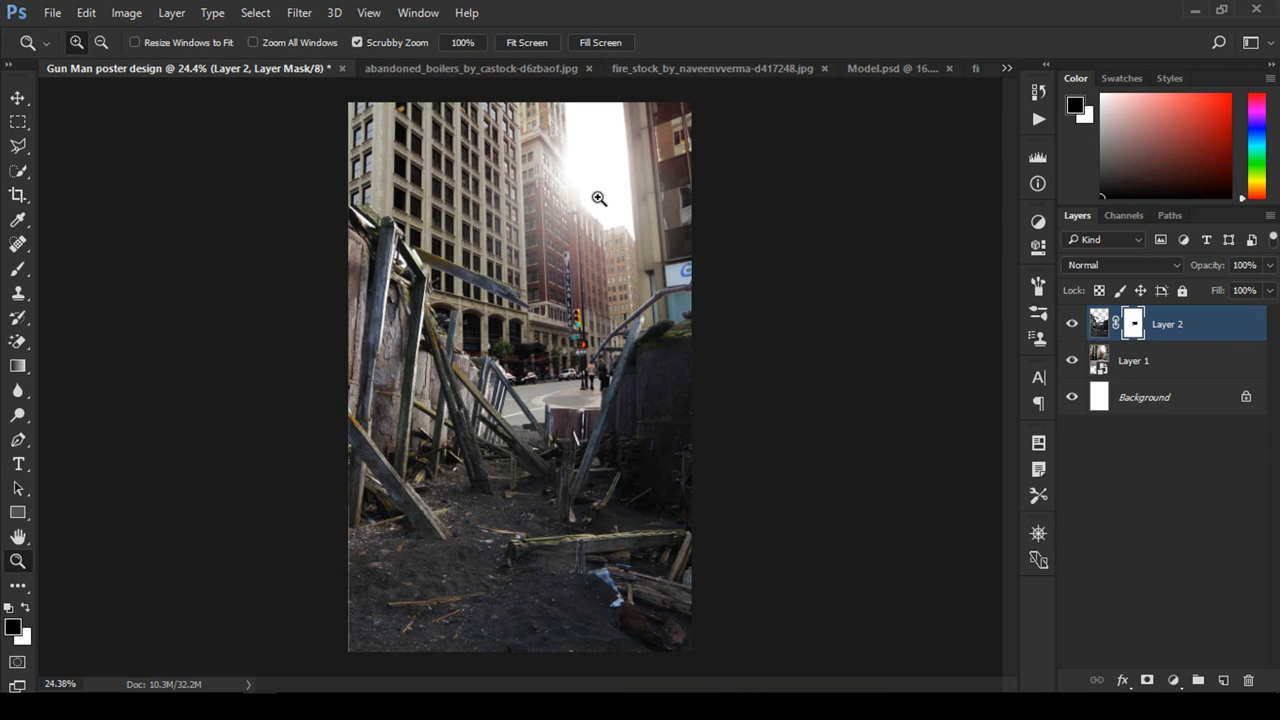 Ps File Edit Image Layer Type Select Filter 3D View Window Help
Resize Windows to Fit Zoom All Windows Scrubby Zoom 100% Fit Screen Fill Screen
Gun Man poster design @ 24.4% (Layer 2, Layer Mask/8) * abandoned_boilers_by_castock-d6zbaof.jpg fire_stock_by_naveenvverma-d417248.jpg Model.psd @ 16.... fi
Color Swatches Styles
Layers Channels Paths
Kind
Normal Opacity: 100%
Lock: Fill: 100%
Layer 2
Layer 1
Background
24.38% Doc: 10.3M/32.2M